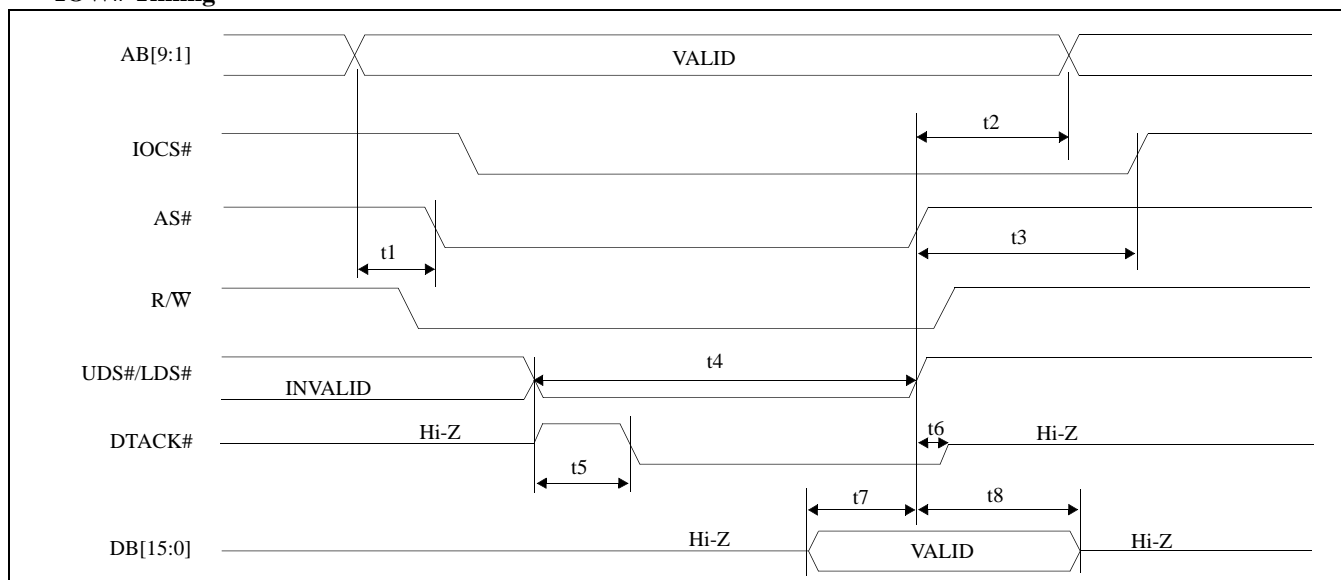 AB[9:1]
VALID
t2
IOCS#
AS#
t1
t3
R/W̅
UDS#/LDS#
INVALID
t4
DTACK#
Hi-Z
t5
t6
Hi-Z
t7
t8
DB[15:0]
Hi-Z
VALID
Hi-Z